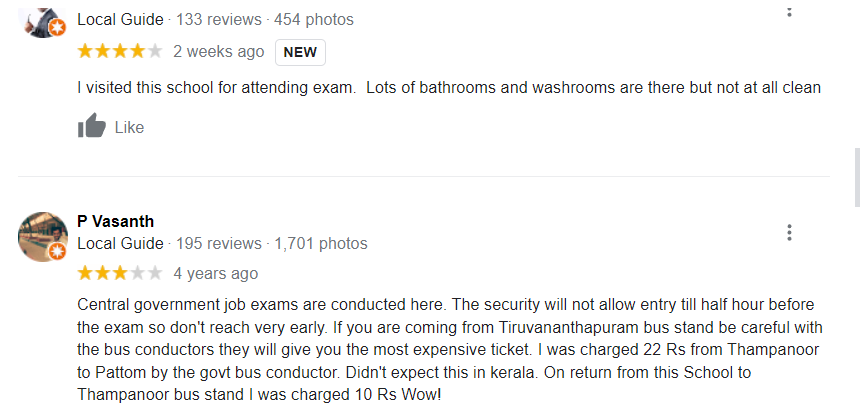 Local Guide · 133 reviews · 454 photos
2 weeks ago NEW
I visited this school for attending exam.  Lots of bathrooms and washrooms are there but not at all clean
Like
P Vasanth
Local Guide · 195 reviews · 1,701 photos
4 years ago
Central government job exams are conducted here. The security will not allow entry till half hour before
the exam so don't reach very early. If you are coming from Tiruvananthapuram bus stand be careful with
the bus conductors they will give you the most expensive ticket. I was charged 22 Rs from Thampanoor
to Pattom by the govt bus conductor. Didn't expect this in kerala. On return from this School to
Thampanoor bus stand I was charged 10 Rs Wow!